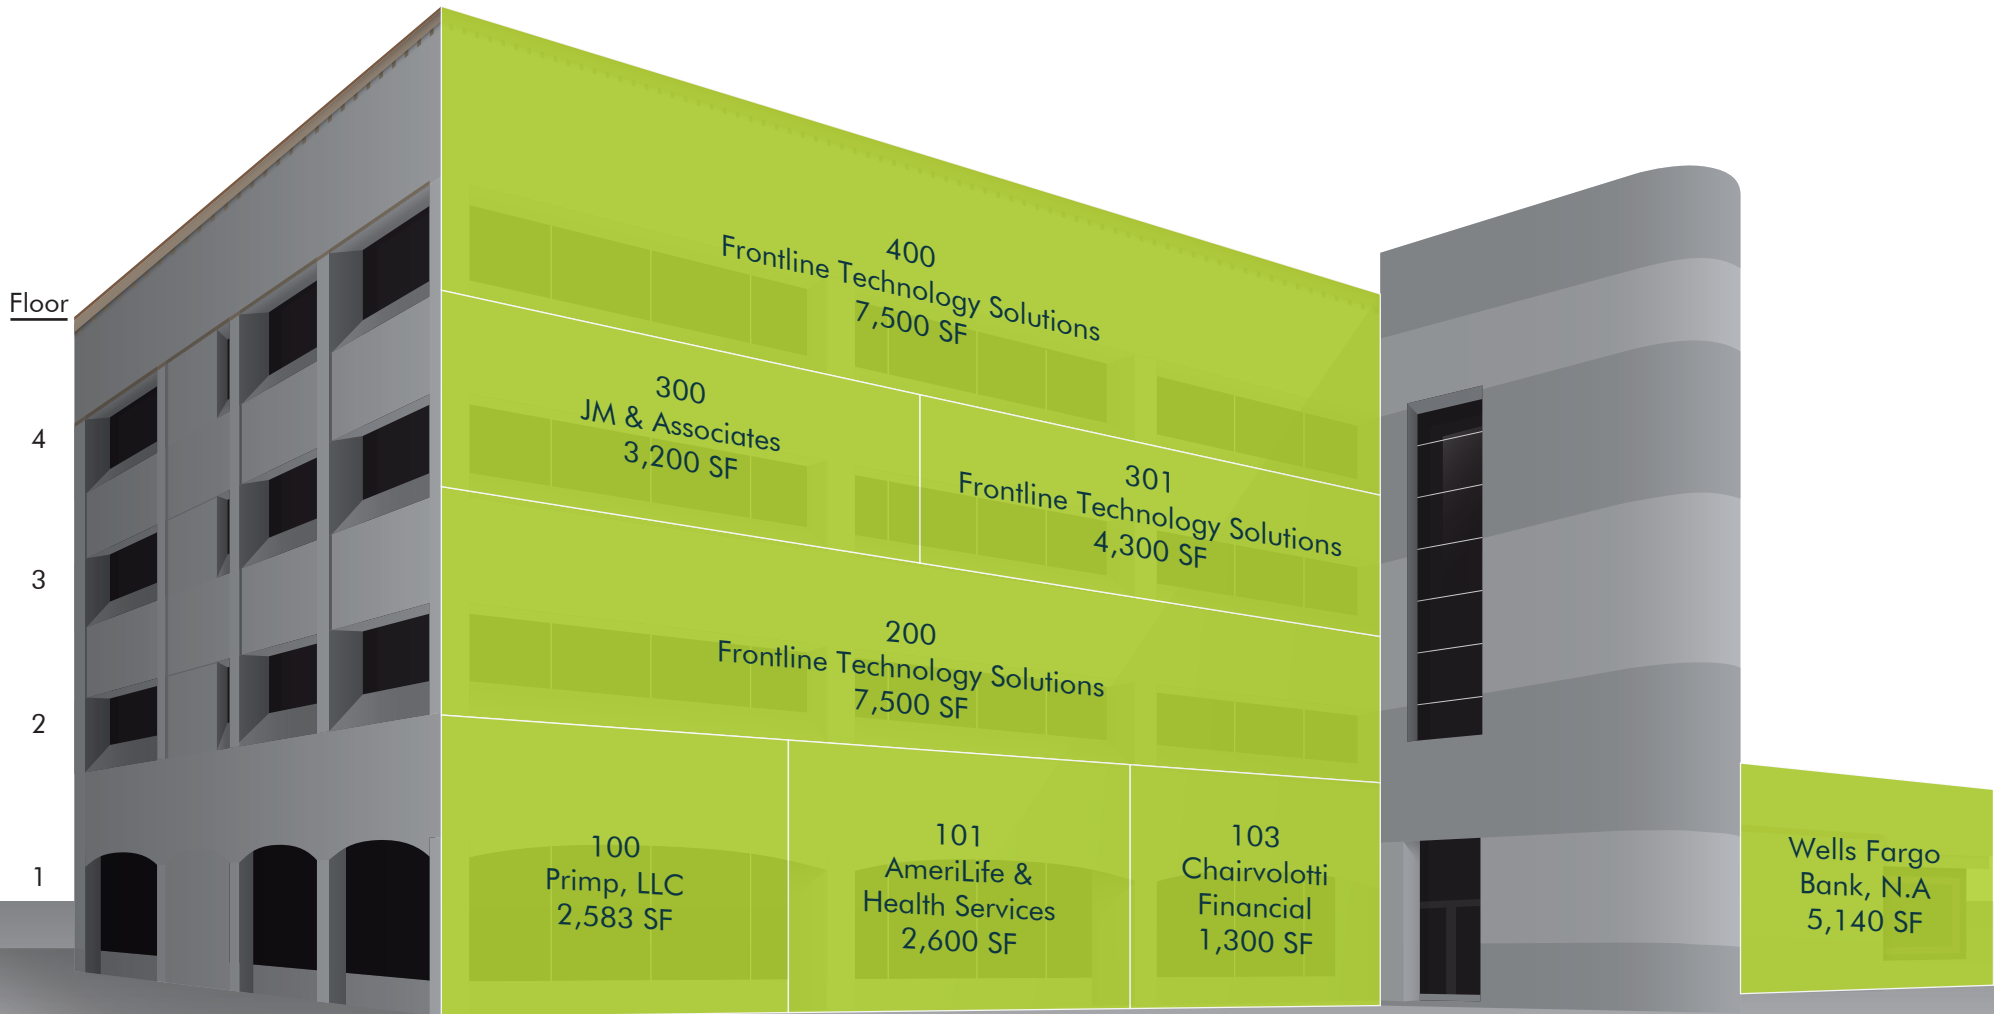 Floor
4
3
2
1
400
Frontline Technology Solutions
7,500 SF
300
JM & Associates
3,200 SF
301
Frontline Technology Solutions
4,300 SF
200
Frontline Technology Solutions
7,500 SF
100
Primp, LLC
2,583 SF
101
AmeriLife &
Health Services
2,600 SF
103
Chairvolotti
Financial
1,300 SF
Wells Fargo
Bank, N.A
5,140 SF